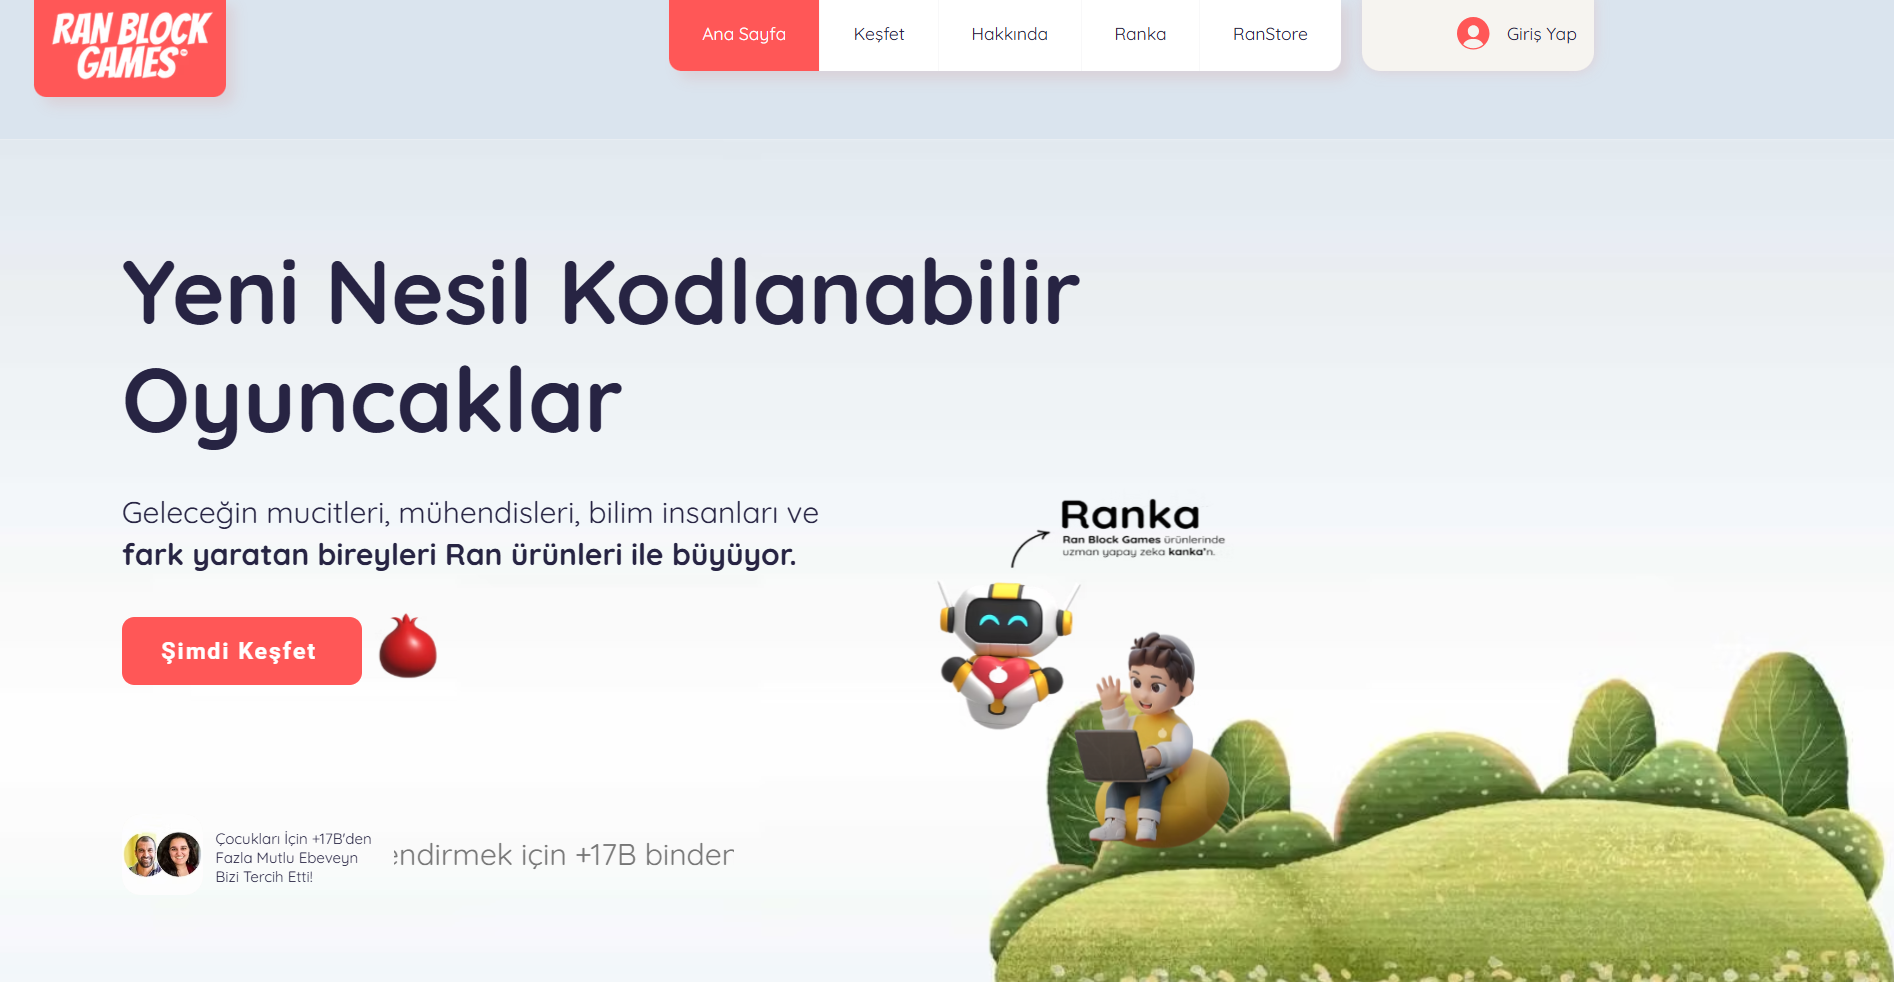 RAN BLOCK
GAMES
Ana Sayfa
Keşfet
Hakkında
Ranka
RanStore
Giriş Yap
Yeni Nesil Kodlanabilir
Oyuncaklar
Geleceğin mucitleri, mühendisleri, bilim insanları ve
fark yaratan bireyleri Ran ürünleri ile büyüyor.
Ranka
Ran Block Games ürünlerinde
uzman yapay zeka kanka'n.
Şimdi Keşfet
Çocukları İçin +17B'den
Fazla Mutlu Ebeveyn
Bizi Tercih Etti!
endirmek için +17B binder